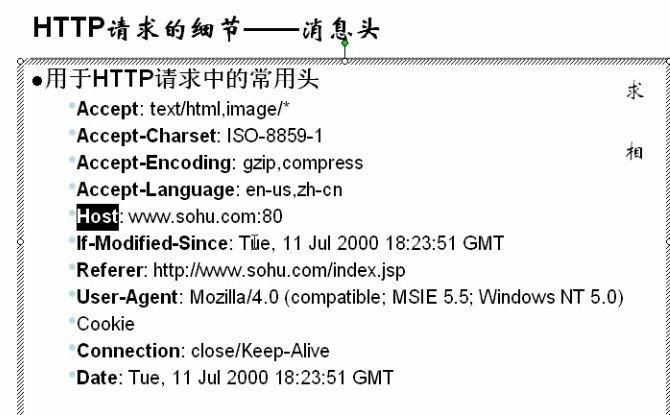 HTTP请求的细节——消息头
用于HTTP请求中的常用头
求
Accept: text/html,image/*
Accept-Charset: ISO-8859-1
相
Accept-Encoding: gzip,compress
Accept-Language: en-us,zh-cn
Host: www.sohu.com:80
If-Modified-Since: Tue, 11 Jul 2000 18:23:51 GMT
Referer: http://www.sohu.com/index.jsp
User-Agent: Mozilla/4.0 (compatible; MSIE 5.5; Windows NT 5.0)
Cookie
Connection: close/Keep-Alive
Date: Tue, 11 Jul 2000 18:23:51 GMT